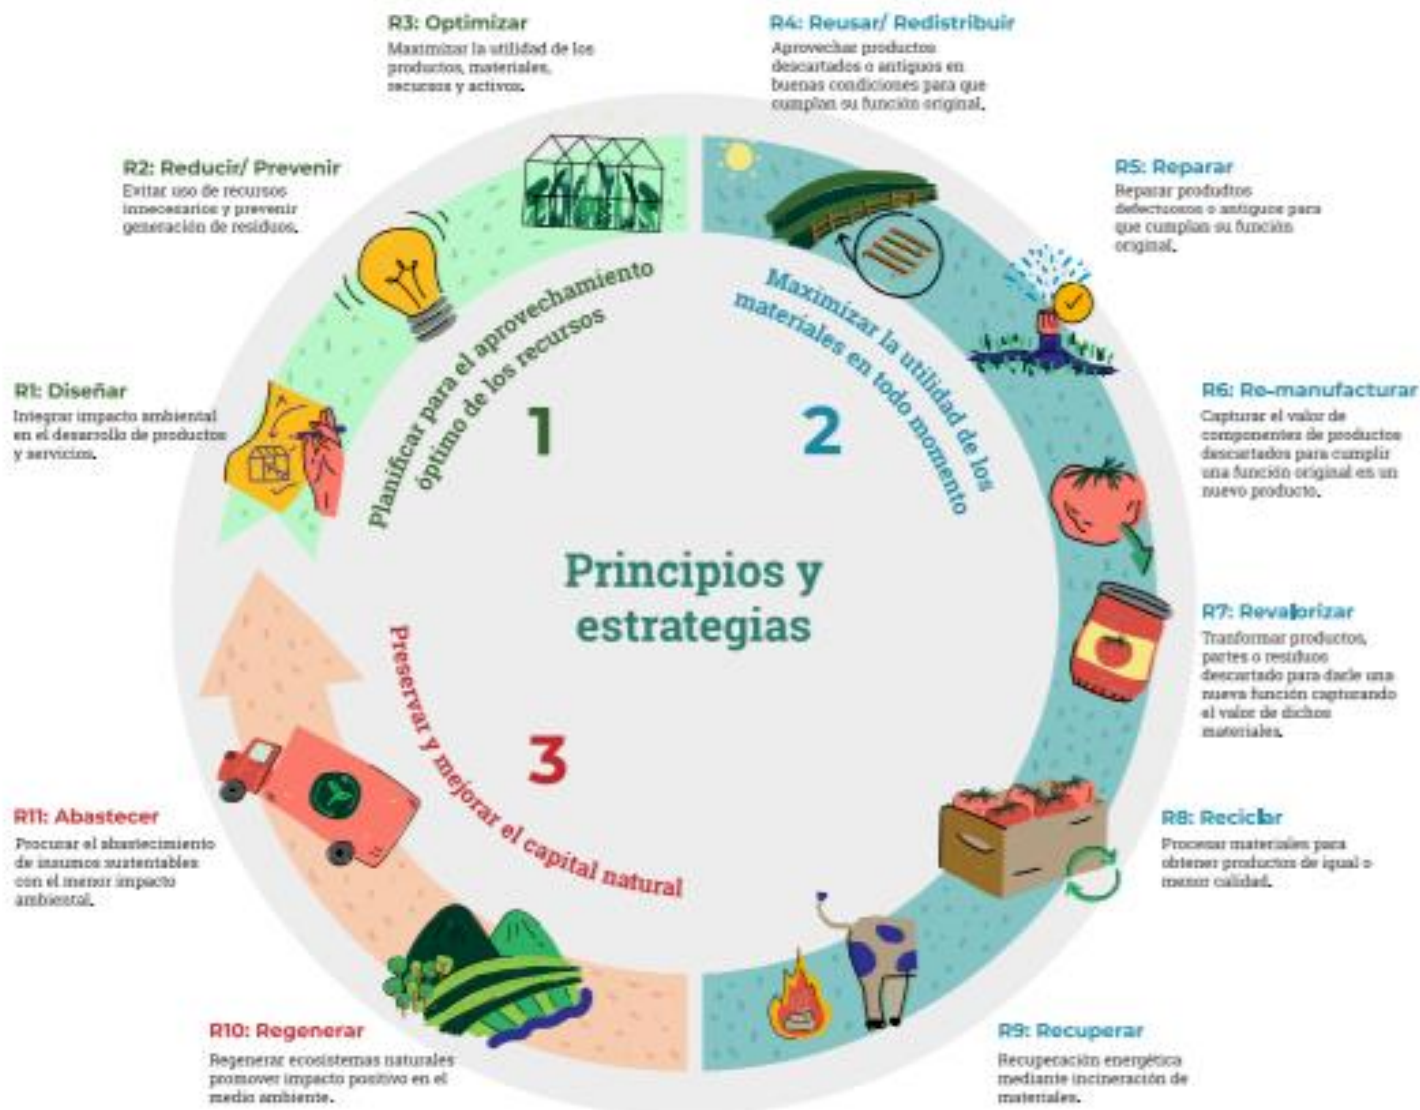 R3: Optimizar
Maximizar la utilidad de los
productos, materiales,
recursos y activos.
R4: Reusar/ Redistribuir
Aprovechar productos
descartados o antiguos en
buenas condiciones para que
cumplan su función original.
R2: Reducir/ Prevenir
Evitar uso de recursos
innecesarios y prevenir
generación de residuos.
R5: Reparar
Reparar produdtos
defectuosos o antiguos para
que cumplan su función
original.
R1: Diseñar
Integrar impacto ambiental
en el desarrollo de productos
y servicios.
R6: Re-manufacturar
Capturar el valor de
componentes de productos
descartados para cumplir
una función original en un
nuevo producto.
Planificar para el aprovechamiento
óptimo de los recursos
1
Maximizar la utilidad de los
materiales en todo momento
2
Principios y
estrategias
R7: Revalorizar
Tranformar productos,
partes o residuos
descartado para darle una
nueva función capturando
el valor de dichos
materiales.
Preservar y mejorar el capital natural
3
R11: Abastecer
Procurar el abastecimiento
de insumos sustentables
con el menor impacto
ambiental.
R8: Reciclar
Procesar materiales para
obtener productos de igual o
menor calidad.
R10: Regenerar
Regenerar ecosistemas naturales
promover impacto positivo en el
medio ambiente.
R9: Recuperar
Recuperación energética
mediante incineración de
materiales.